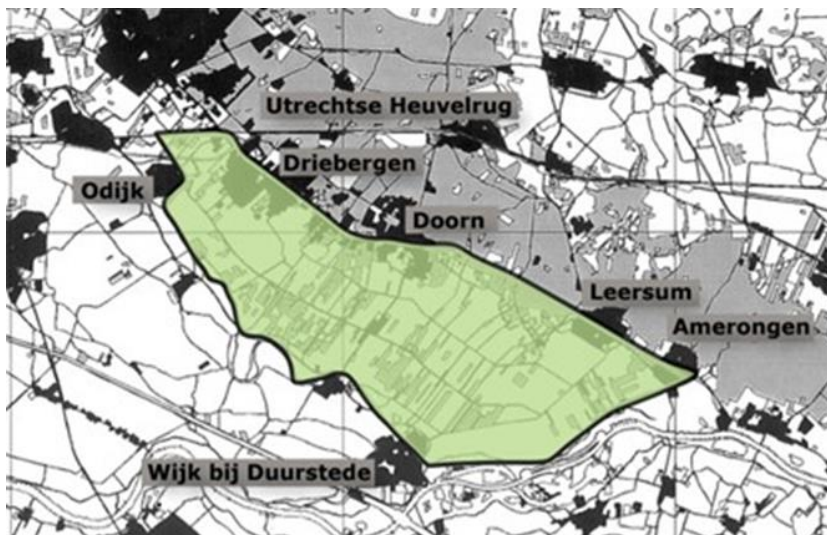 Utrechtse Heuvelrug
Driebergen
Odijk
Doorn
Leersum
Amerongen
Wijk bij Duurstede